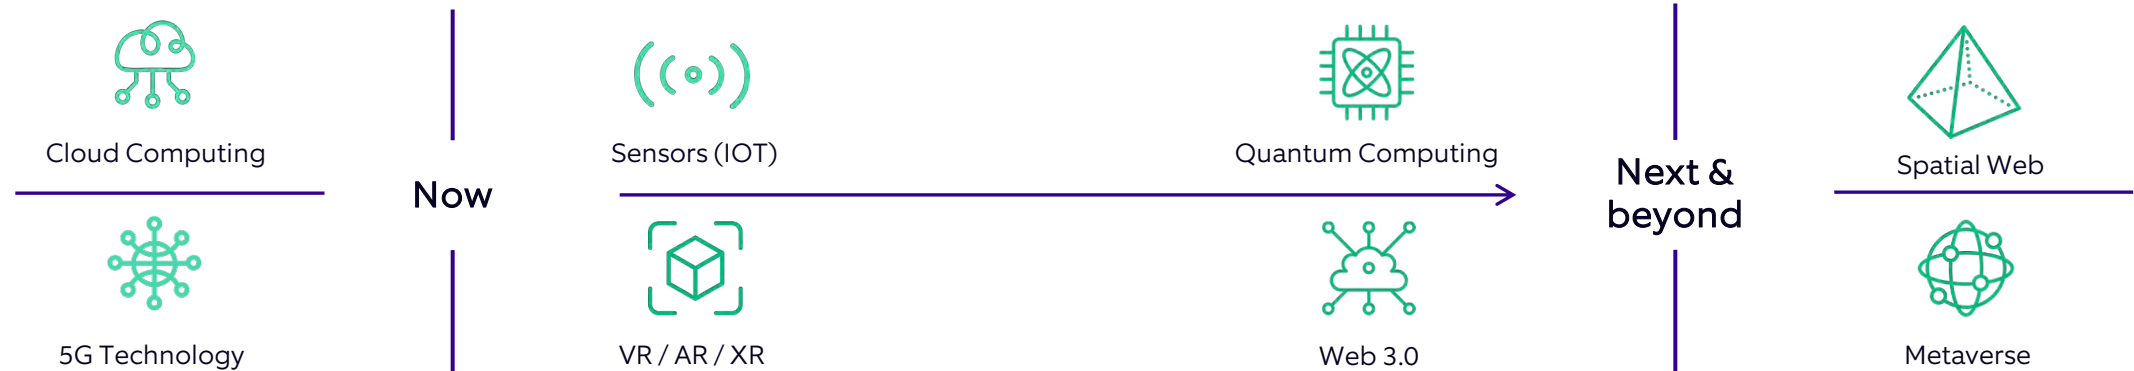 Cloud Computing
5G Technology
Now
Sensors (IOT)
VR / AR / XR
Quantum Computing
Web 3.0
Next &
beyond
Spatial Web
Metaverse